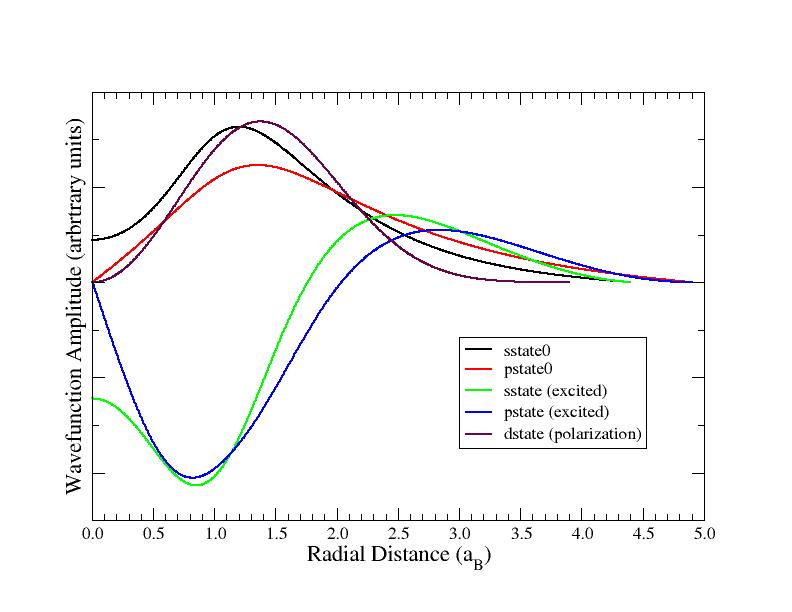 Wavefunction Amplitude (arbrtrary units)
sstate0
pstate0
sstate (excited)
pstate (excited)
dstate (polarization)
0.0 0.5 1.0 1.5 2.0 2.5 3.0 3.5 4.0 4.5 5.0
Radial Distance (aB)